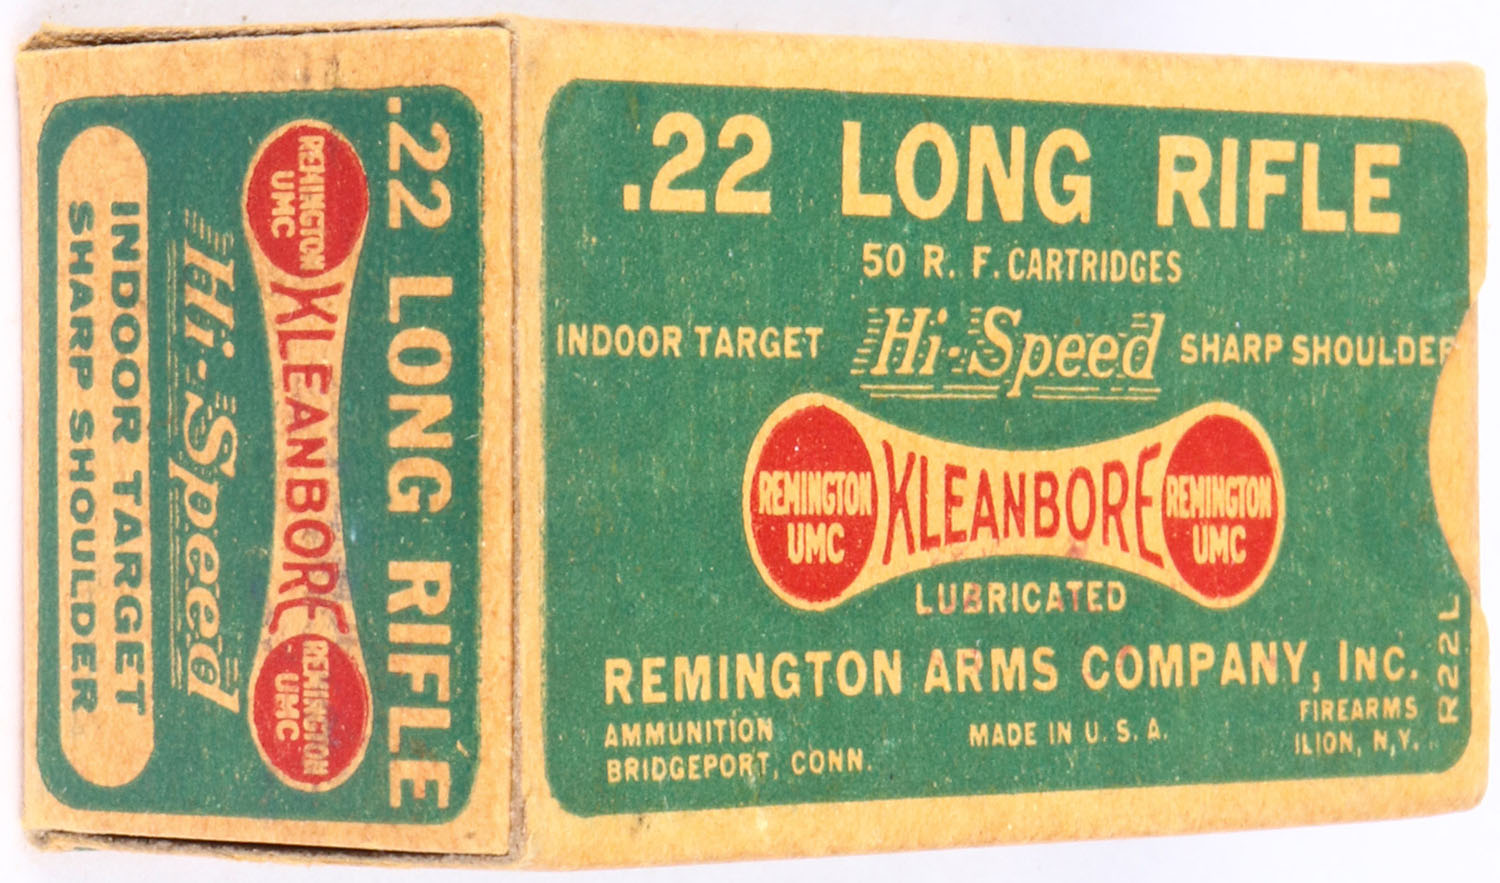 .22 LONG RIFLE
50 R. F. CARTRIDGES
INDOOR TARGET Hi-Speed SHARP SHOULDER
REMINGTON UMC KLEANBORE REMINGTON UMC
LUBRICATED
REMINGTON ARMS COMPANY, INC.
AMMUNITION
BRIDGEPORT, CONN.
MADE IN U. S. A.
FIREARMS
ILION, N.Y.
R22L
.22 LONG RIFLE
REMINGTON UMC KLEANBORE REMINGTON UMC
Hi-Speed
INDOOR TARGET
SHARP SHOULDER